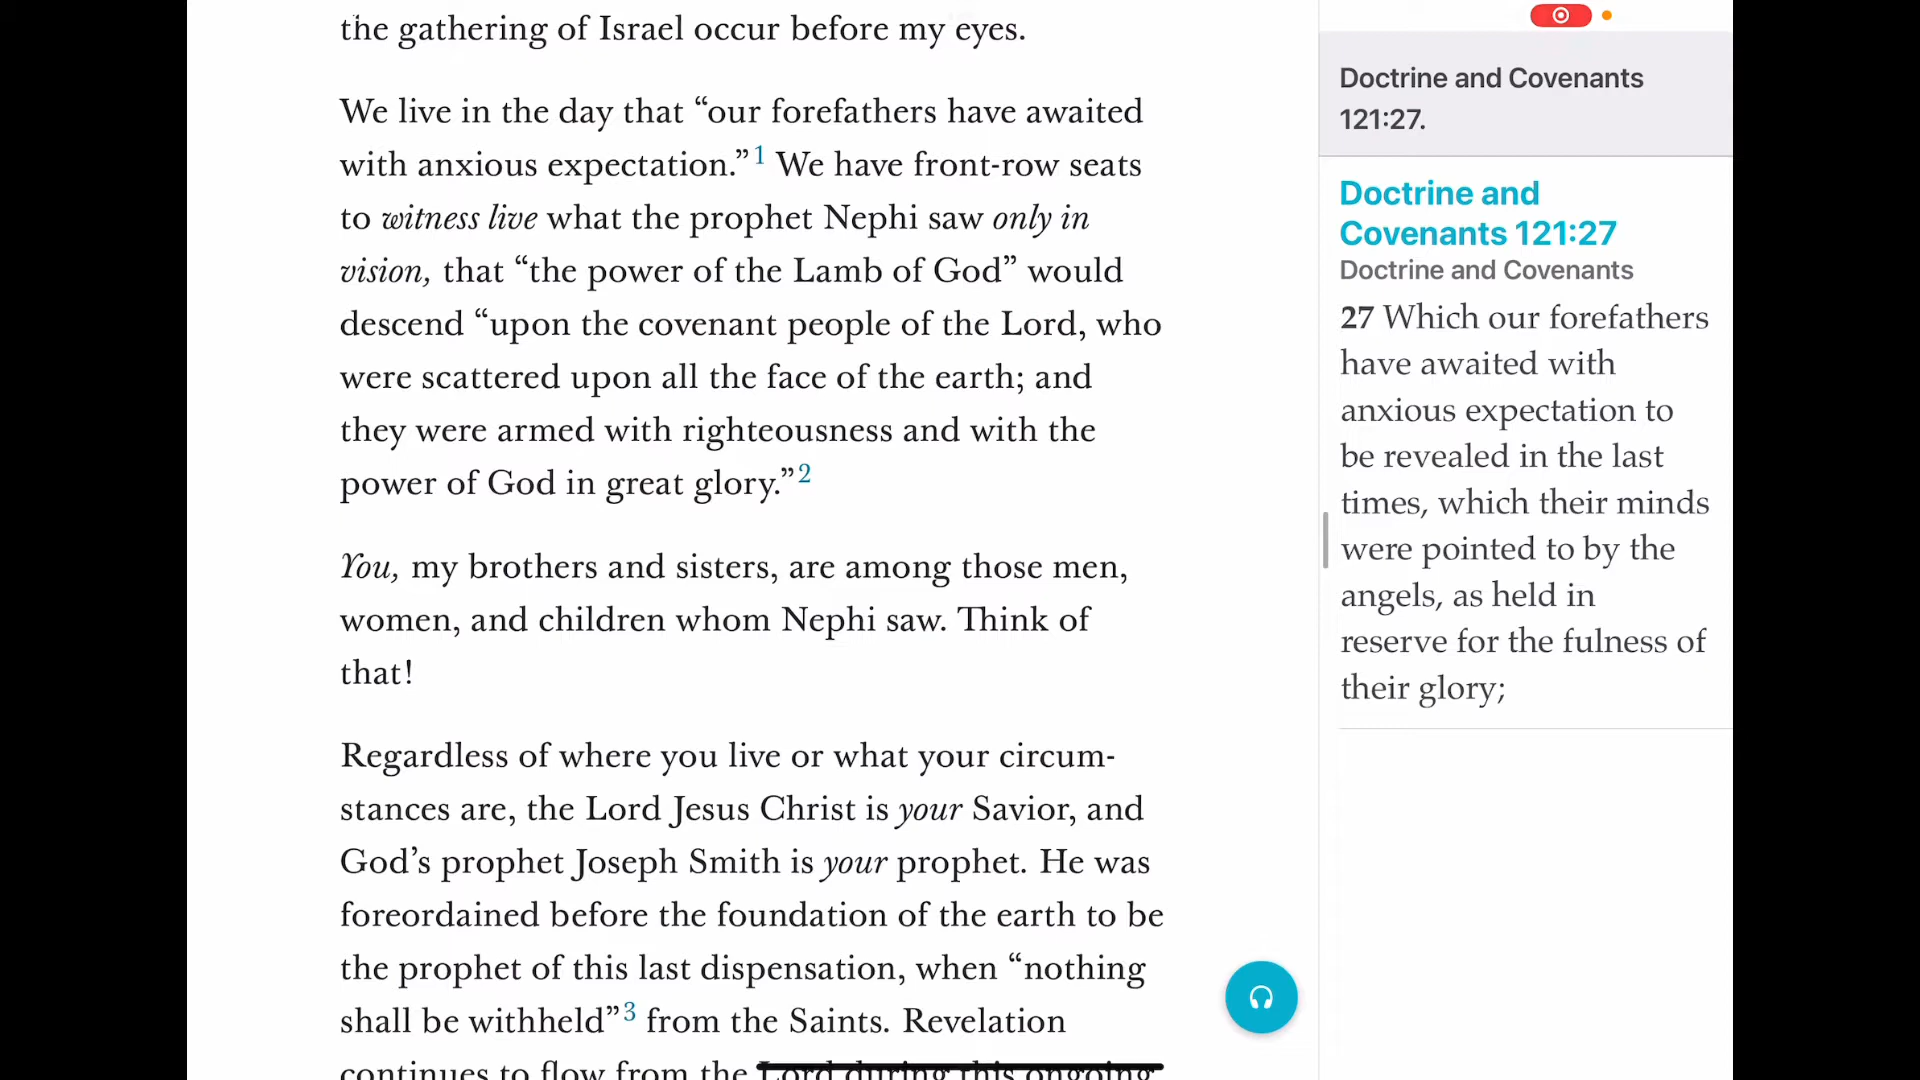 the gathering of Israel occur before my eyes.
We live in the day that “our forefathers have awaited
with anxious expectation.”1 We have front-row seats
to witness live what the prophet Nephi saw only in
vision, that “the power of the Lamb of God” would
descend “upon the covenant people of the Lord, who
were scattered upon all the face of the earth; and
they were armed with righteousness and with the
power of God in great glory.”2
You, my brothers and sisters, are among those men,
women, and children whom Nephi saw. Think of
that!
Regardless of where you live or what your circum-
stances are, the Lord Jesus Christ is your Savior, and
God’s prophet Joseph Smith is your prophet. He was
foreordained before the foundation of the earth to be
the prophet of this last dispensation, when “nothing
shall be withheld”3 from the Saints. Revelation
continues to flow from the Lord during this ongoing
Doctrine and Covenants
121:27.
Doctrine and
Covenants 121:27
Doctrine and Covenants
27 Which our forefathers
have awaited with
anxious expectation to
be revealed in the last
times, which their minds
were pointed to by the
angels, as held in
reserve for the fulness of
their glory;